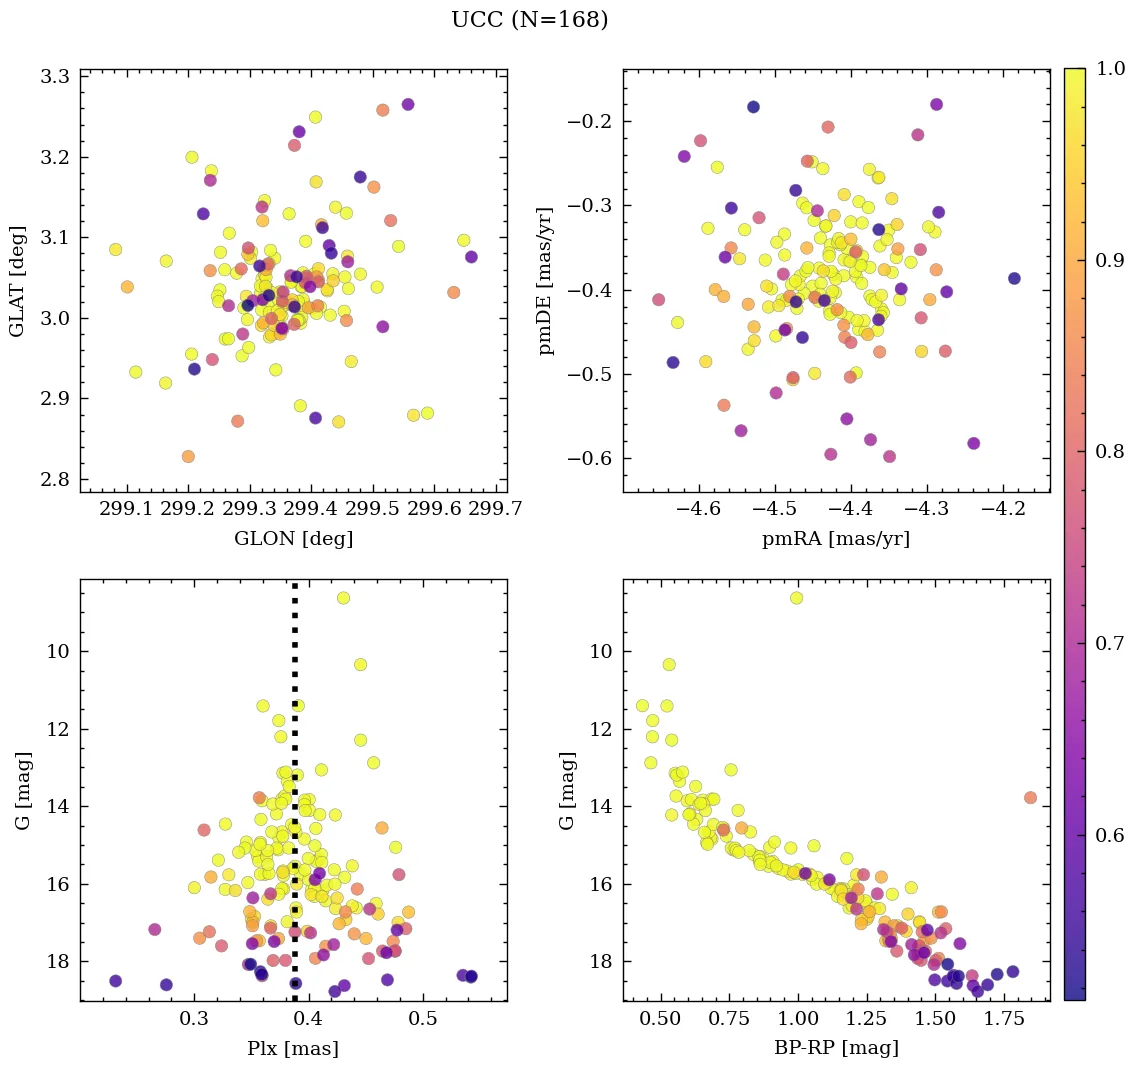 UCC (N=168)
3.3
3.2
3.1
3.0
2.9
2.8
GLAT [deg]
299.1 299.2 299.3 299.4 299.5 299.6 299.7
GLON [deg]
−0.2
−0.3
−0.4
−0.5
−0.6
pmDE [mas/yr]
−4.6 −4.5 −4.4 −4.3 −4.2
pmRA [mas/yr]
1.0
0.9
0.8
0.7
0.6
10
12
14
16
18
G [mag]
0.3 0.4 0.5
Plx [mas]
10
12
14
16
18
G [mag]
0.50 0.75 1.00 1.25 1.50 1.75
BP-RP [mag]